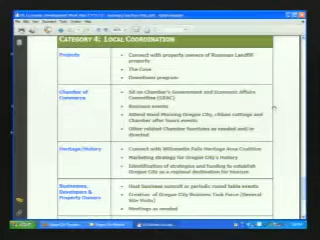 CATEGORY 4: LOCAL COORDINATION
Projects
• Connect with property owners of Rossman Landfill
property
• The Cove
• Downtown program
Chamber of
Commerce
• Sit on Chamber's Government and Economic Affairs
Committee (GEAC)
• Business events
• Attend Good Morning Oregon City, ribbon cuttings and
Chamber after hours events
• Other related Chamber functions as needed and/or
directed
Heritage/History
• Connect with Willamette Falls Heritage Area Coalition
• Marketing strategy for Oregon City's History
• Identification of strategies and funding to establish
Oregon City as a regional destination for tourism
Businesses,
Developers &
Property Owners
• Host business summit or periodic round table events
• Creation of Oregon City Business Task Force (General
Site Visits)
• Meetings as needed